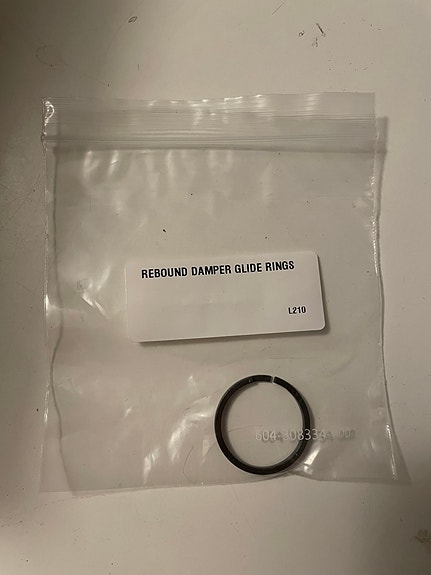 REBOUND DAMPER GLIDE RINGS
L210